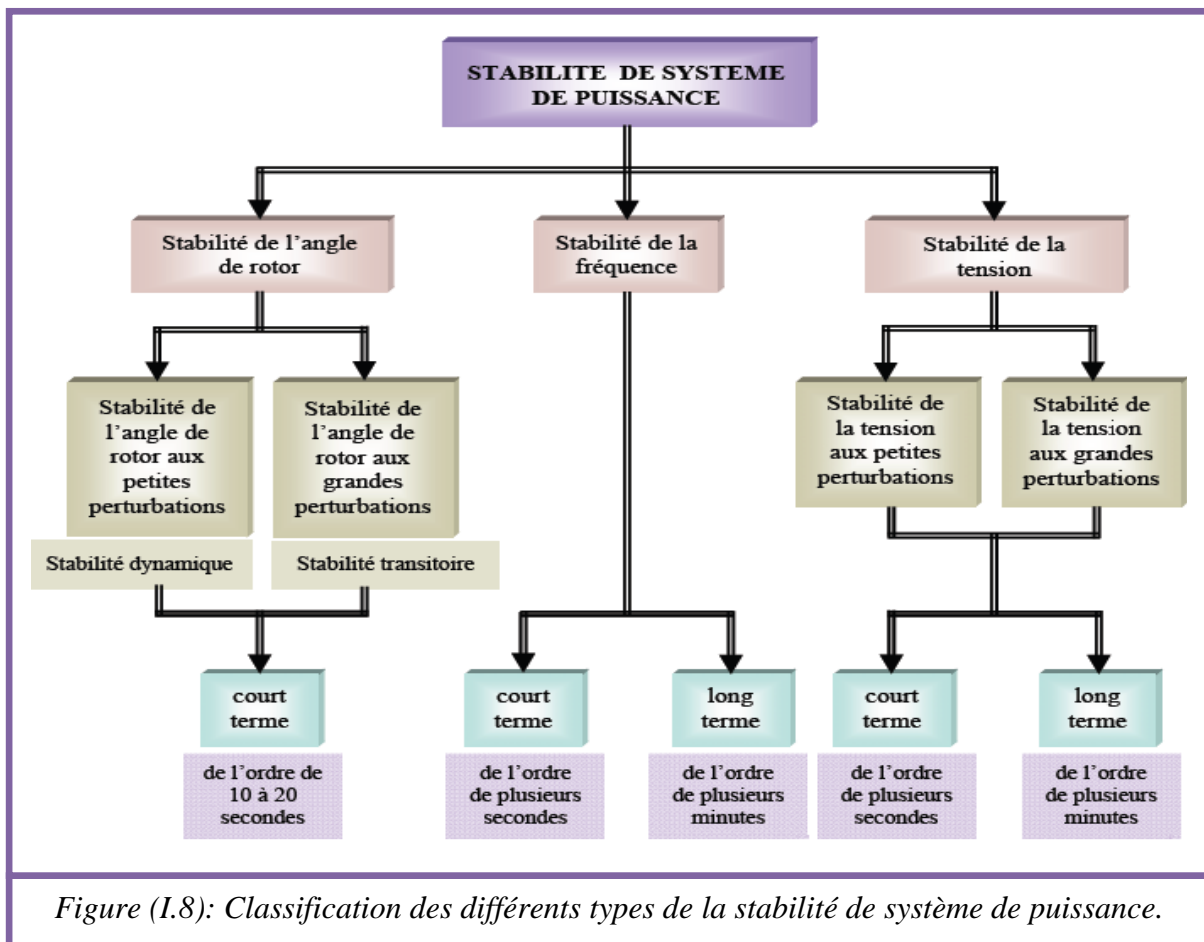 STABILITE DE SYSTEME
DE PUISSANCE
Stabilité de l’angle
de rotor
Stabilité de la
fréquence
Stabilité de la
tension
Stabilité de
l’angle de
rotor aux
petites
perturbations
Stabilité de
l’angle de
rotor aux
grandes
perturbations
Stabilité de
la tension
aux petites
perturbations
Stabilité de
la tension
aux grandes
perturbations
Stabilité dynamique
Stabilité transitoire
court
terme
court
terme
long
terme
court
terme
long
terme
de l’ordre de
10 à 20
secondes
de l’ordre
de plusieurs
secondes
de l’ordre
de plusieurs
minutes
de l’ordre
de plusieurs
secondes
de l’ordre
de plusieurs
minutes
Figure (I.8): Classification des différents types de la stabilité de système de puissance.